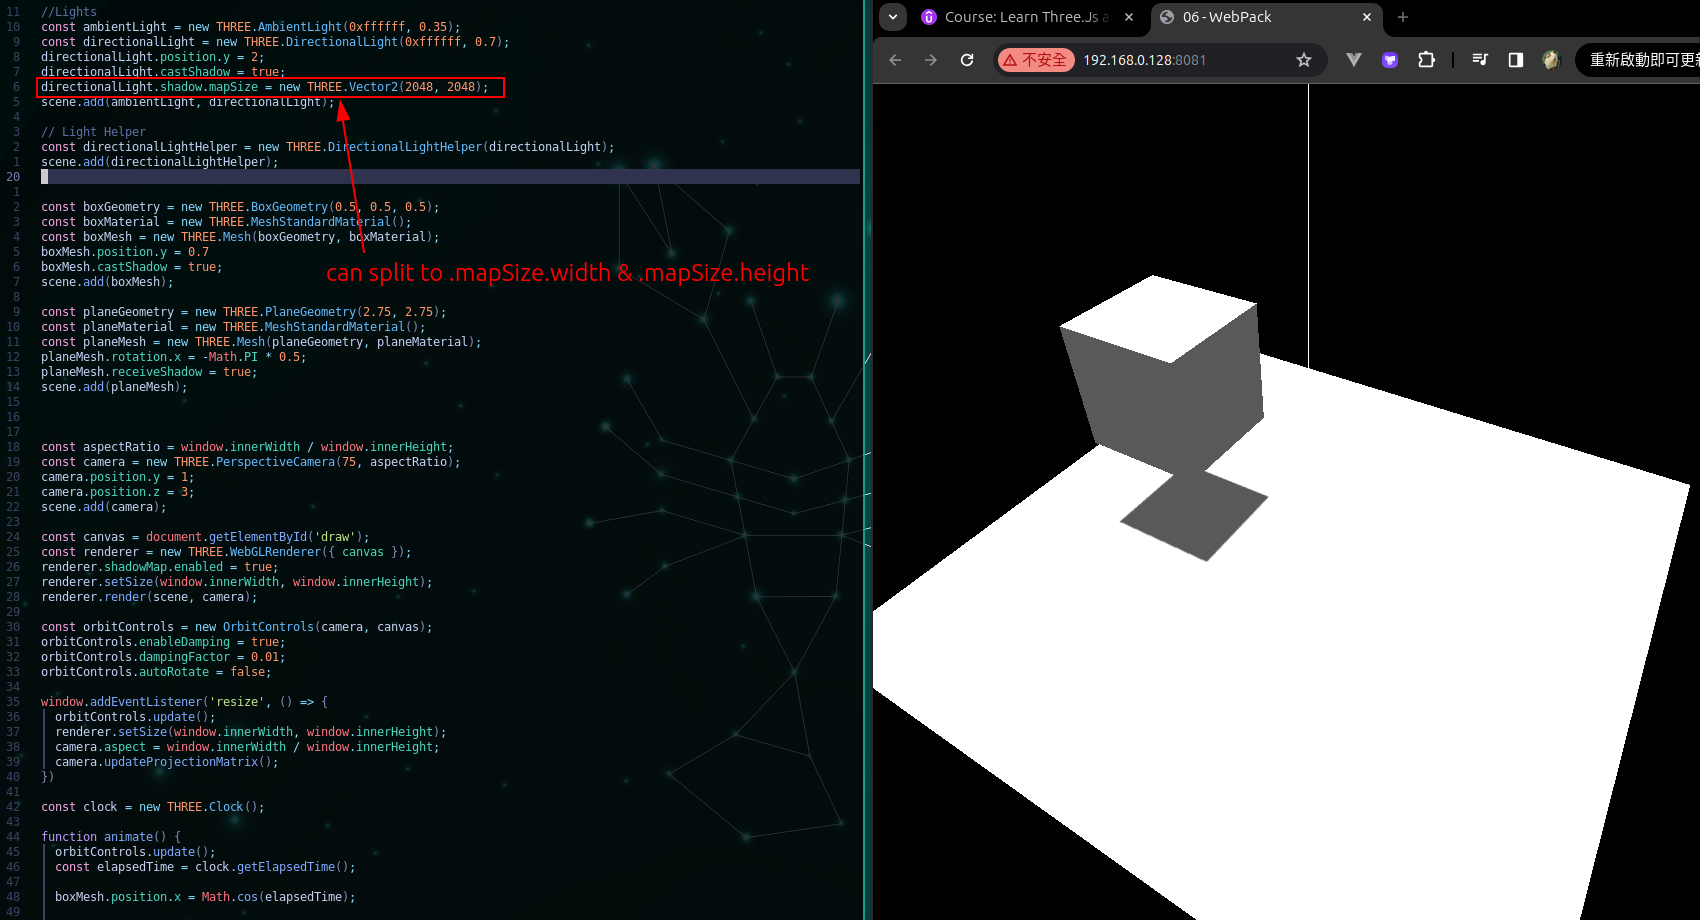 11 //Lights
10 const ambientLight = new THREE.AmbientLight(0xffffff, 0.35);
9 const directionalLight = new THREE.DirectionalLight(0xffffff, 0.7);
8 directionalLight.position.y = 2;
7 directionalLight.castShadow = true;
6 directionalLight.shadow.mapSize = new THREE.Vector2(2048, 2048);
5 scene.add(ambientLight, directionalLight);
4
3 // Light Helper
2 const directionalLightHelper = new THREE.DirectionalLightHelper(directionalLight);
1 scene.add(directionalLightHelper);
20
1
2 const boxGeometry = new THREE.BoxGeometry(0.5, 0.5, 0.5);
3 const boxMaterial = new THREE.MeshStandardMaterial();
4 const boxMesh = new THREE.Mesh(boxGeometry, boxMaterial);
5 boxMesh.position.y = 0.7
6 boxMesh.castShadow = true;
can split to .mapSize.width & .mapSize.height
7 scene.add(boxMesh);
8
9 const planeGeometry = new THREE.PlaneGeometry(2.75, 2.75);
10 const planeMaterial = new THREE.MeshStandardMaterial();
11 const planeMesh = new THREE.Mesh(planeGeometry, planeMaterial);
12 planeMesh.rotation.x = -Math.PI * 0.5;
13 planeMesh.receiveShadow = true;
14 scene.add(planeMesh);
15
16
17
18 const aspectRatio = window.innerWidth / window.innerHeight;
19 const camera = new THREE.PerspectiveCamera(75, aspectRatio);
20 camera.position.y = 1;
21 camera.position.z = 3;
22 scene.add(camera);
23
24 const canvas = document.getElementById('draw');
25 const renderer = new THREE.WebGLRenderer({ canvas });
26 renderer.shadowMap.enabled = true;
27 renderer.setSize(window.innerWidth, window.innerHeight);
28 renderer.render(scene, camera);
29
30 const orbitControls = new OrbitControls(camera, canvas);
31 orbitControls.enableDamping = true;
32 orbitControls.dampingFactor = 0.01;
33 orbitControls.autoRotate = false;
34
35 window.addEventListener('resize', () => {
36 orbitControls.update();
37 renderer.setSize(window.innerWidth, window.innerHeight);
38 camera.aspect = window.innerWidth / window.innerHeight;
39 camera.updateProjectionMatrix();
40 })
41
42 const clock = new THREE.Clock();
43
44 function animate() {
45 orbitControls.update();
46 const elapsedTime = clock.getElapsedTime();
47
48 boxMesh.position.x = Math.cos(elapsedTime);
49
Course: Learn Three.Js a
06 - WebPack
不安全 192.168.0.128:8081
重新啟動即可更新